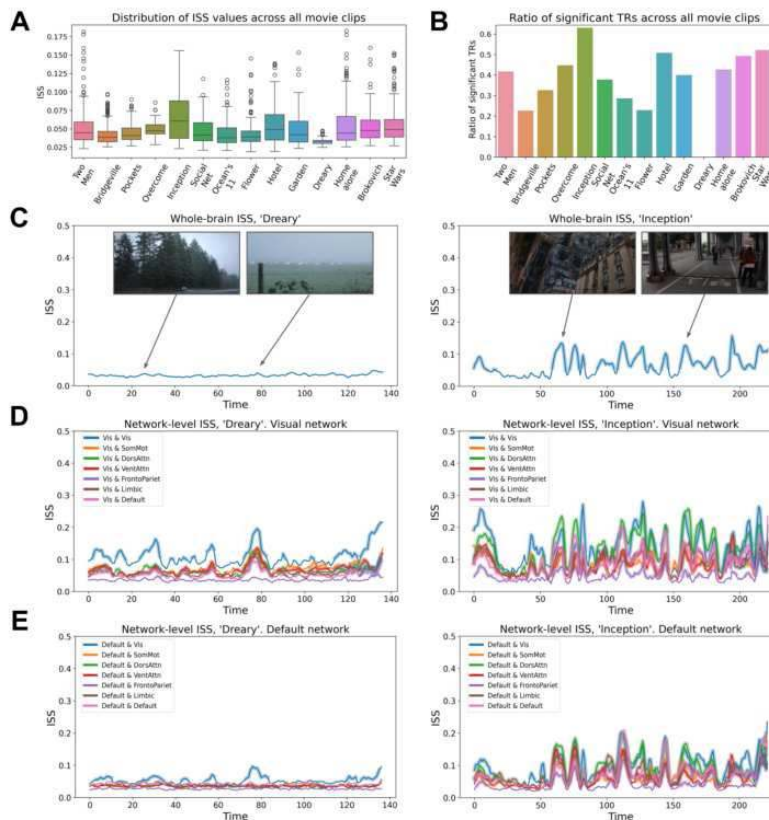 A
Distribution of ISS values across all movie clips
ISS
0.175
0.150
0.125
0.100
0.075
0.050
0.025
Two Men
Bridgeville
Pockets
Overcome
Inception
Social Net
Ocean's 11
Flower
Hotel
Garden
Dreary
Home alone
Brokovich
Star Wars
B
Ratio of significant TRs across all movie clips
Ratio of significant TRs
0.6
0.5
0.4
0.3
0.2
0.1
0.0
Two Men
Bridgeville
Pockets
Overcome
Inception
Social Net
Ocean's 11
Flower
Hotel
Garden
Dreary
Home alone
Brokovich
Star Wars
C
Whole-brain ISS, 'Dreary'
ISS
0.5
0.4
0.3
0.2
0.1
0.0
0 20 40 60 80 100 120 140
Time
Whole-brain ISS, 'Inception'
ISS
0.5
0.4
0.3
0.2
0.1
0.0
0 50 100 150 200
Time
D
Network-level ISS, 'Dreary'. Visual network
ISS
0.5
0.4
0.3
0.2
0.1
0.0
Vis & Vis
Vis & SomMot
Vis & DorsAttn
Vis & VentAttn
Vis & FrontoPariet
Vis & Limbic
Vis & Default
0 20 40 60 80 100 120 140
Time
Network-level ISS, 'Inception'. Visual network
ISS
0.5
0.4
0.3
0.2
0.1
0.0
Vis & Vis
Vis & SomMot
Vis & DorsAttn
Vis & VentAttn
Vis & FrontoPariet
Vis & Limbic
Vis & Default
0 50 100 150 200
Time
E
Network-level ISS, 'Dreary'. Default network
ISS
0.5
0.4
0.3
0.2
0.1
0.0
Default & Vis
Default & SomMot
Default & DorsAttn
Default & VentAttn
Default & FrontoPariet
Default & Limbic
Default & Default
0 20 40 60 80 100 120 140
Time
Network-level ISS, 'Inception'. Default network
ISS
0.5
0.4
0.3
0.2
0.1
0.0
Default & Vis
Default & SomMot
Default & DorsAttn
Default & VentAttn
Default & FrontoPariet
Default & Limbic
Default & Default
0 50 100 150
Time